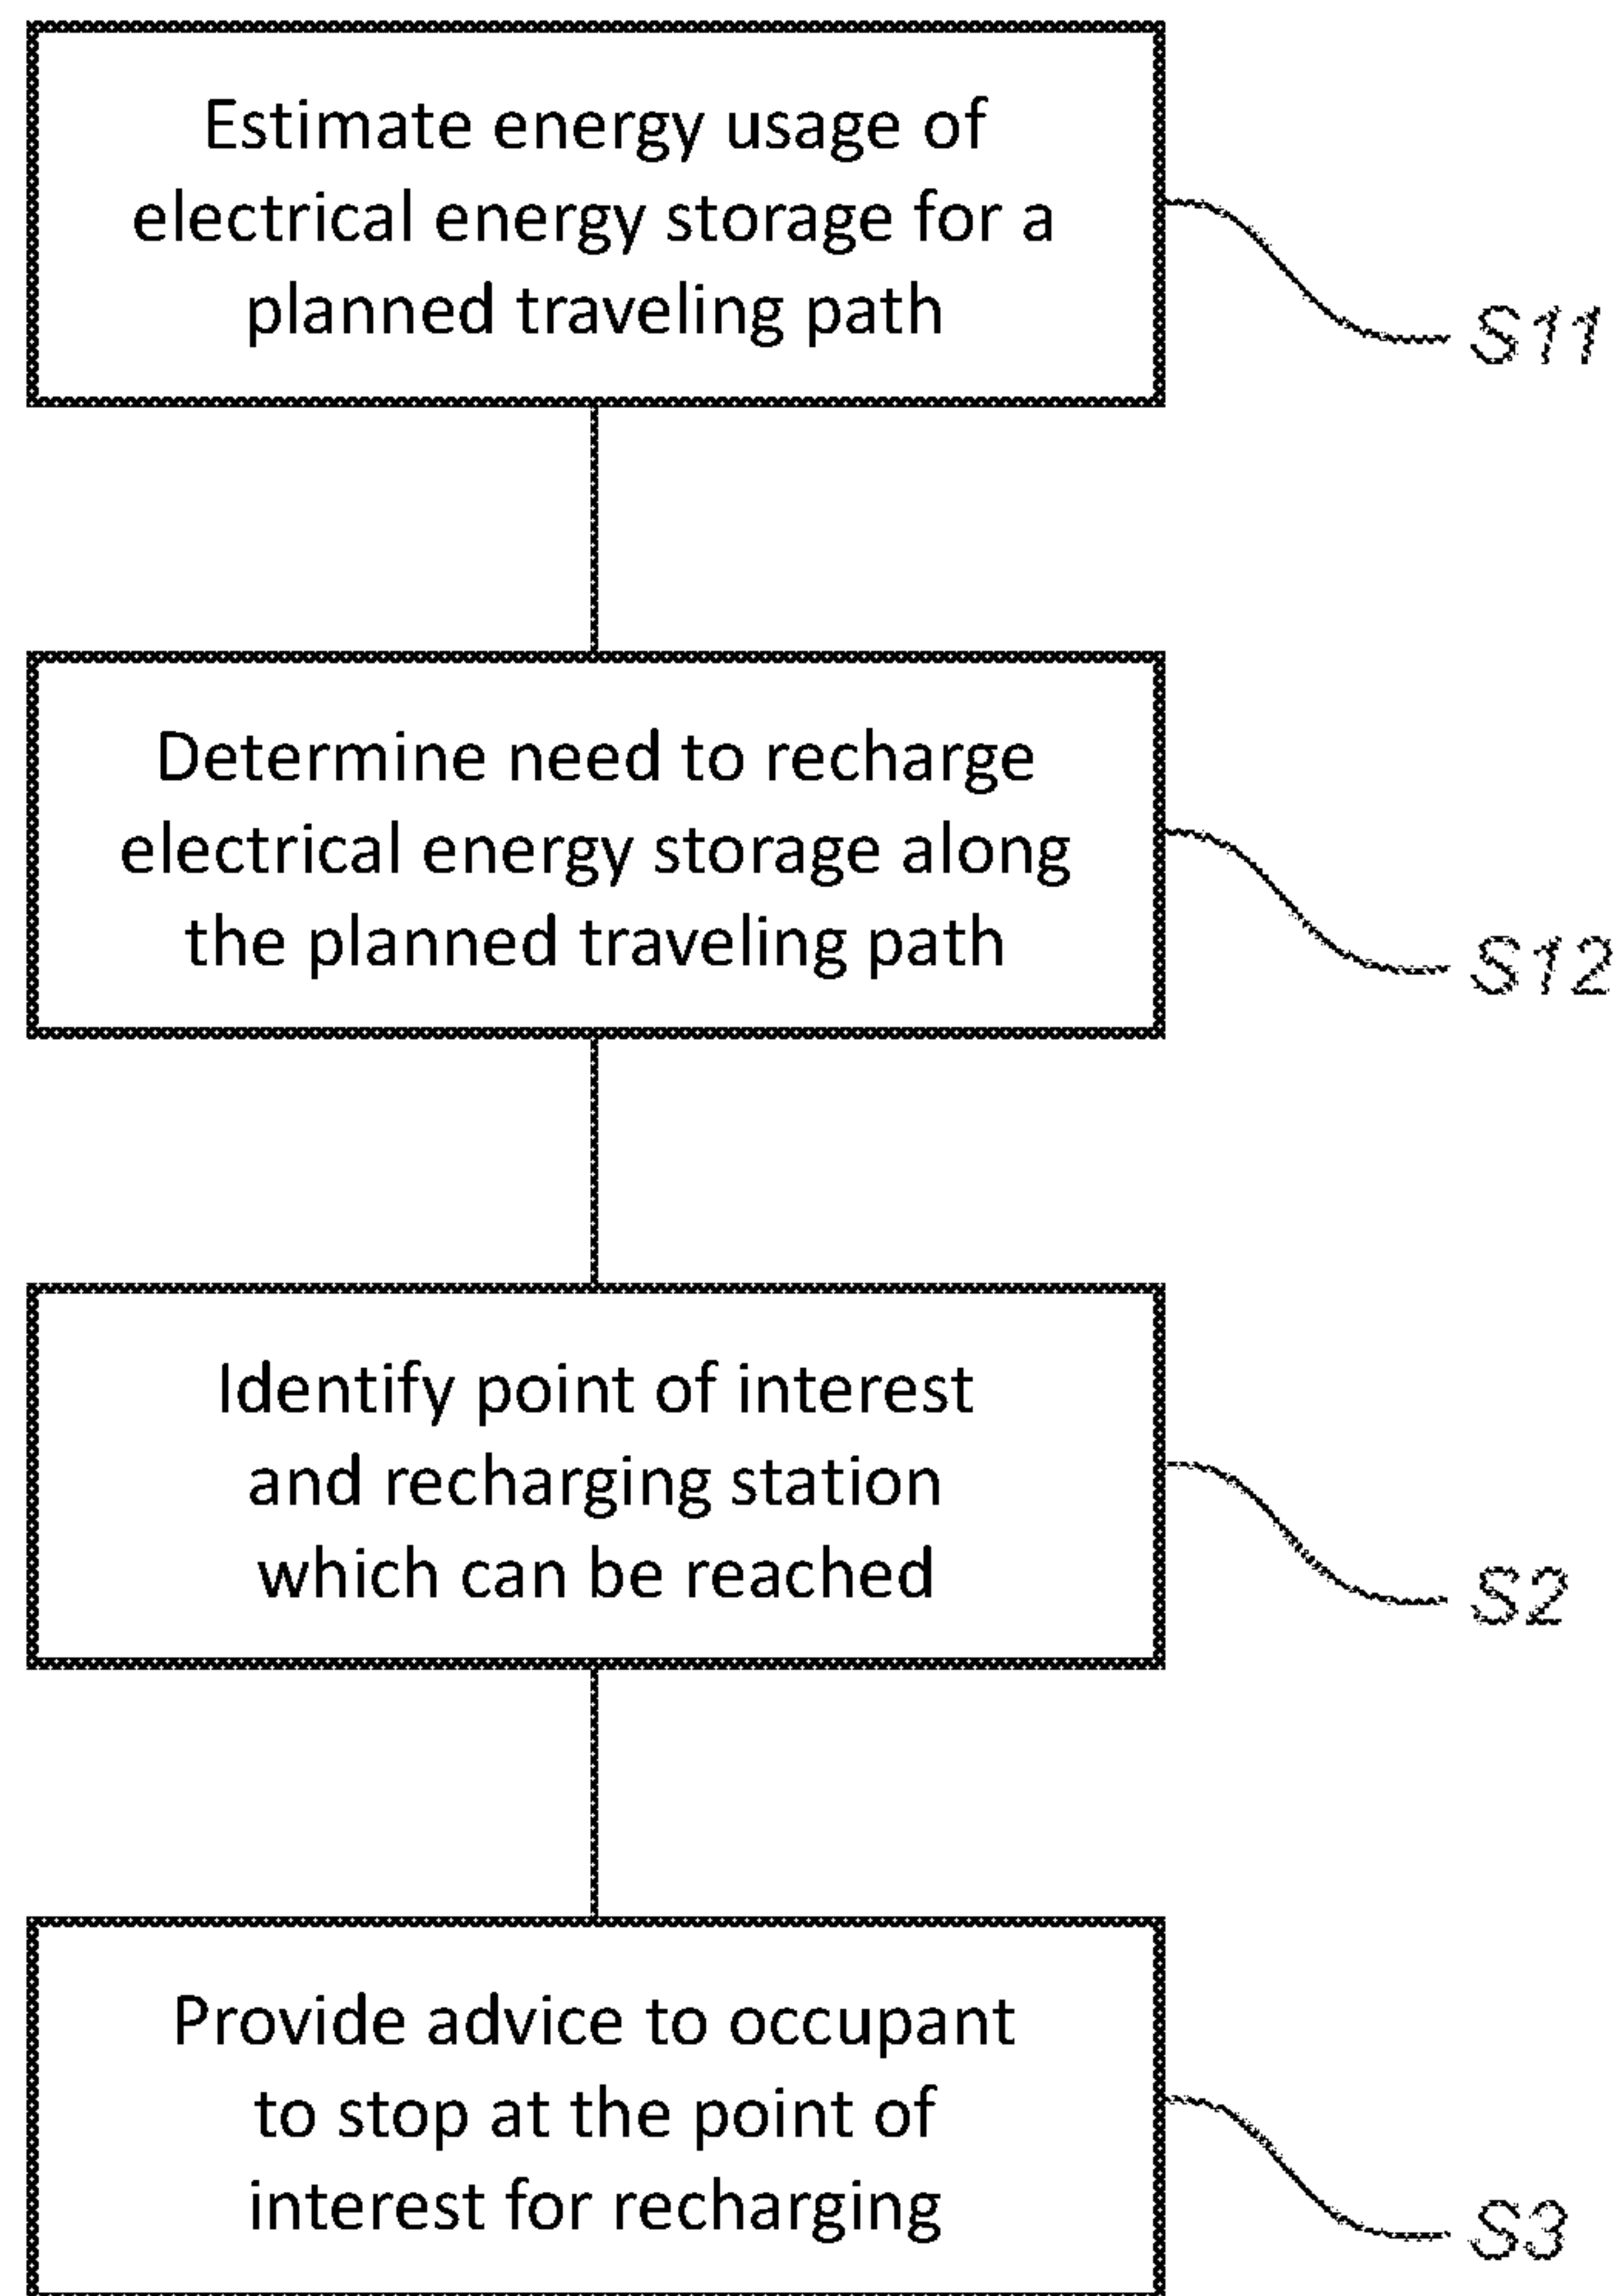 Estimate energy usage of
electrical energy storage for a
planned traveling path
S11
Determine need to recharge
electrical energy storage along
the planned traveling path
S12
Identify point of interest
and recharging station
which can be reached
S2
Provide advice to occupant
to stop at the point of
interest for recharging
S3